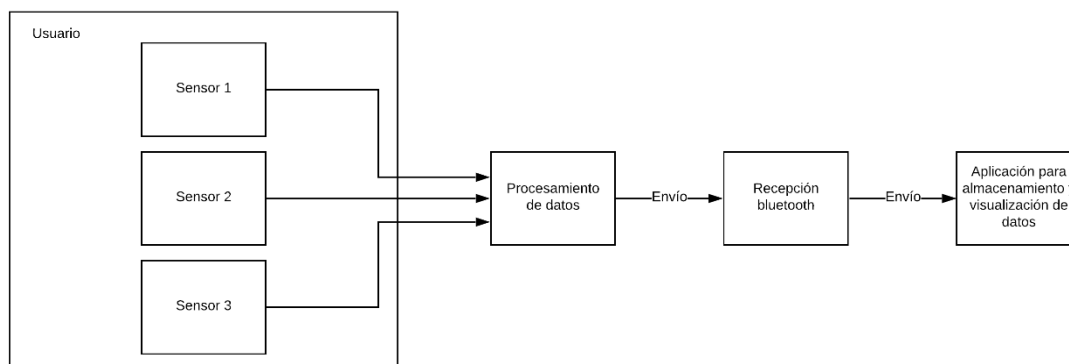 Usuario
Sensor 1
Sensor 2
Sensor 3
Procesamiento
de datos
Envío
Recepción
bluetooth
Envío
Aplicación para
almacenamiento
visualización de
datos